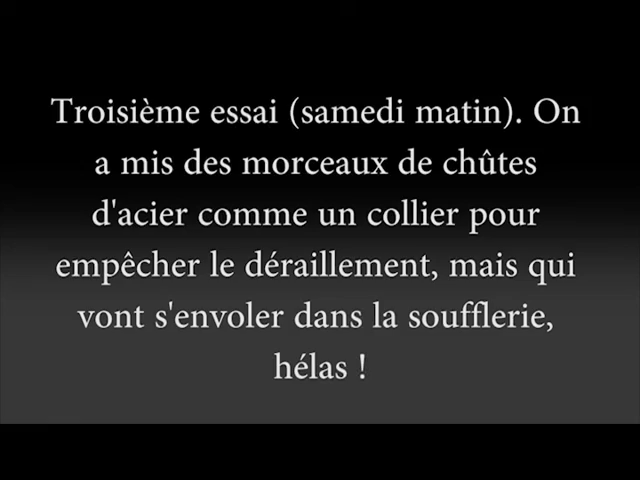 Troisième essai (samedi matin). On
a mis des morceaux de chûtes
d'acier comme un collier pour
empêcher le déraillement, mais qui
vont s'envoler dans la soufflerie,
hélas !